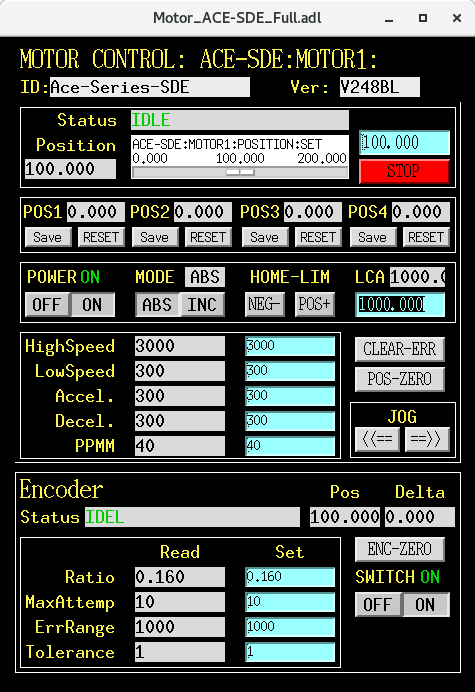 Motor_ACE-SDE_Full.adl
MOTOR CONTROL: ACE-SDE:MOTOR1:
ID: Ace-Series-SDE Ver: V248BL
Status IDLE
Position ACE-SDE:MOTOR1:POSITION:SET 100.000
100.000 0.000 100.000 200.000 STOP
POS1 0.000 POS2 0.000 POS3 0.000 POS4 0.000
Save RESET Save RESET Save RESET Save RESET
POWER ON MODE ABS HOME-LIM LCA 1000.0
OFF ON ABS INC NEG- POS+ 1000.000
HighSpeed 3000 3000 CLEAR-ERR
LowSpeed 300 300 POS-ZERO
Accel. 300 300
Decel. 300 300 JOG
PPMM 40 40 <<== ==>>
Encoder Pos Delta
Status IDEL 100.000 0.000
Read Set ENC-ZERO
Ratio 0.160 0.160 SWITCH ON
MaxAttemp 10 10 OFF ON
ErrRange 1000 1000
Tolerance 1 1